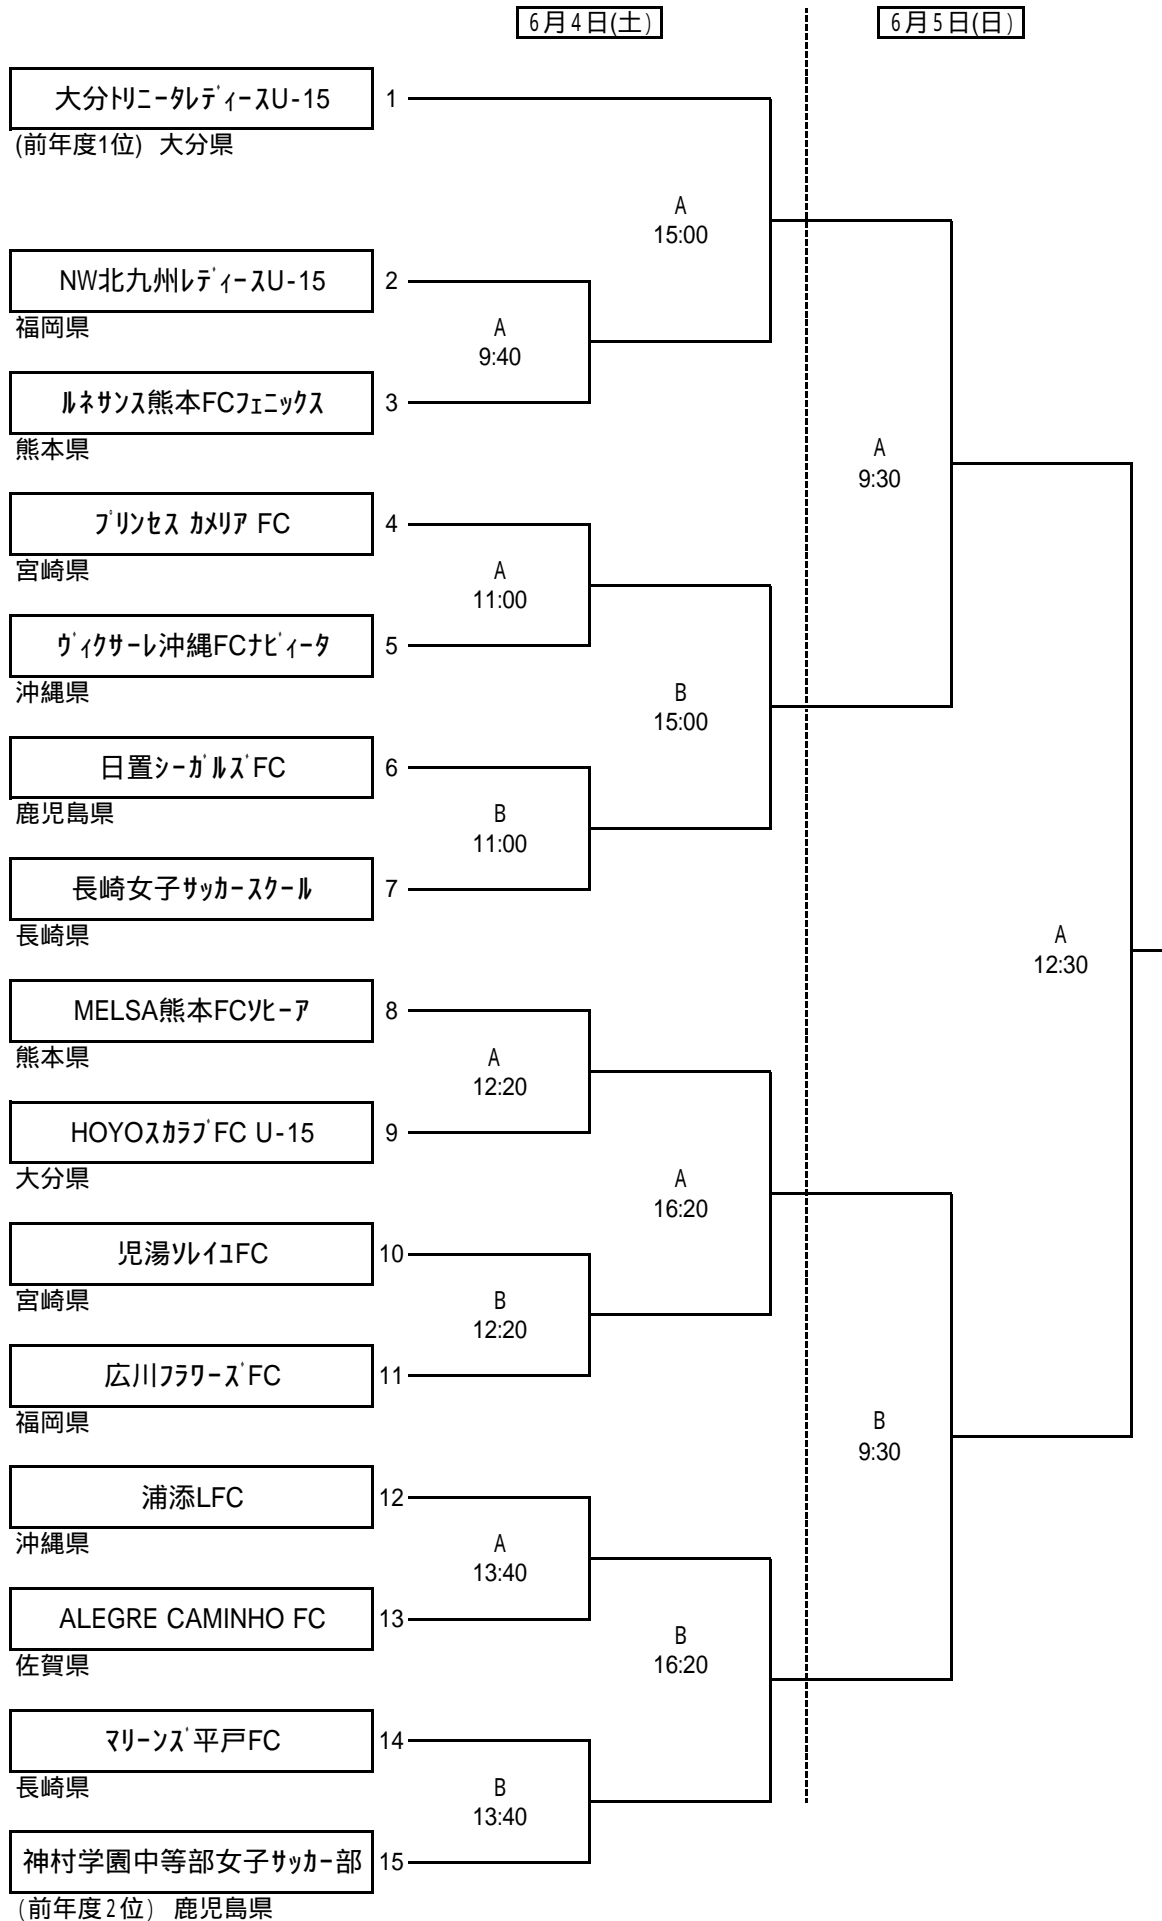 6月4日(土)
6月5日(日)
大分ﾄﾘﾆｰﾀﾚﾃﾞｨｰｽU-15
1
(前年度1位) 大分県
A
15:00
NW北九州ﾚﾃﾞｨｰｽU-15
2
福岡県
A
9:40
ﾙﾈｻﾝｽ熊本FCﾌｪﾆｯｸｽ
3
熊本県
A
9:30
ﾌﾟﾘﾝｾｽ ｶﾒﾘｱ FC
4
宮崎県
A
11:00
ｳﾞｨｸｻｰﾚ沖縄FCﾅﾋﾞｨｰﾀ
5
沖縄県
B
15:00
日置ｼｰｶﾞﾙｽﾞFC
6
鹿児島県
B
11:00
長崎女子ｻｯｶｰｽｸｰﾙ
7
長崎県
A
12:30
MELSA熊本FCｿﾋｰｱ
8
熊本県
A
12:20
HOYOｽｶﾗﾌﾞFC U-15
9
大分県
A
16:20
児湯ｿﾚｲﾕFC
10
宮崎県
B
12:20
広川ﾌﾗﾜｰｽﾞFC
11
福岡県
B
9:30
浦添LFC
12
沖縄県
A
13:40
ALEGRE CAMINHO FC
13
佐賀県
B
16:20
ﾏﾘｰﾝｽﾞ平戸FC
14
長崎県
B
13:40
神村学園中等部女子ｻｯｶｰ部
15
(前年度2位) 鹿児島県